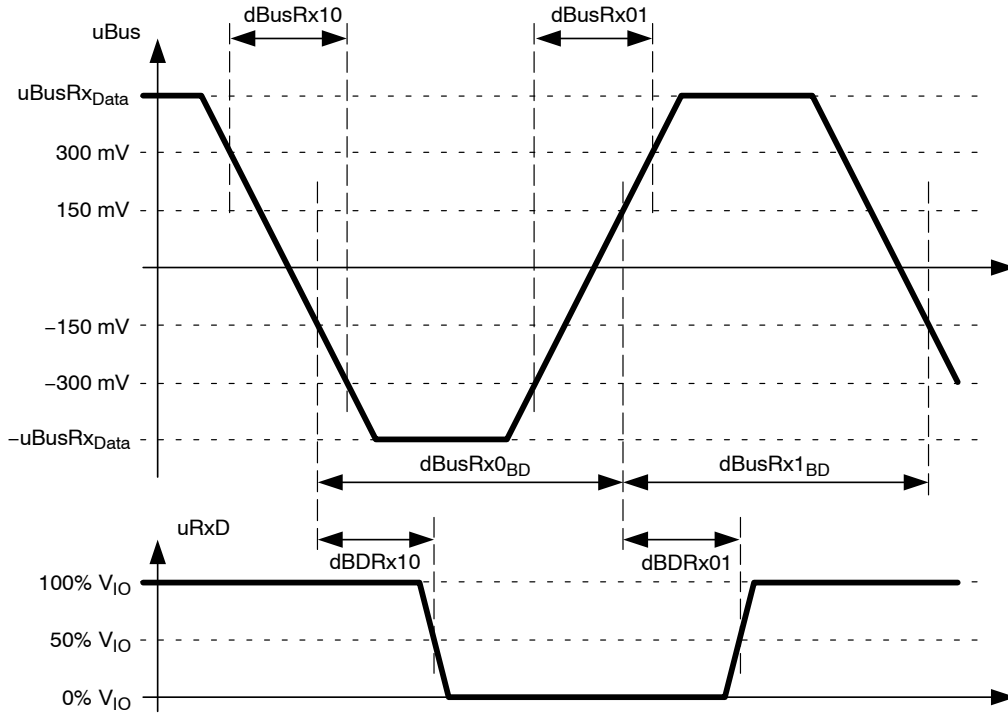 dBusRx10
dBusRx01
uBus
uBusRxData
300 mV
150 mV
−150 mV
−300 mV
−uBusRxData
dBusRx0BD
dBusRx1BD
uRxD
dBDRx10
dBDRx01
100% VIO
50% VIO
0% VIO